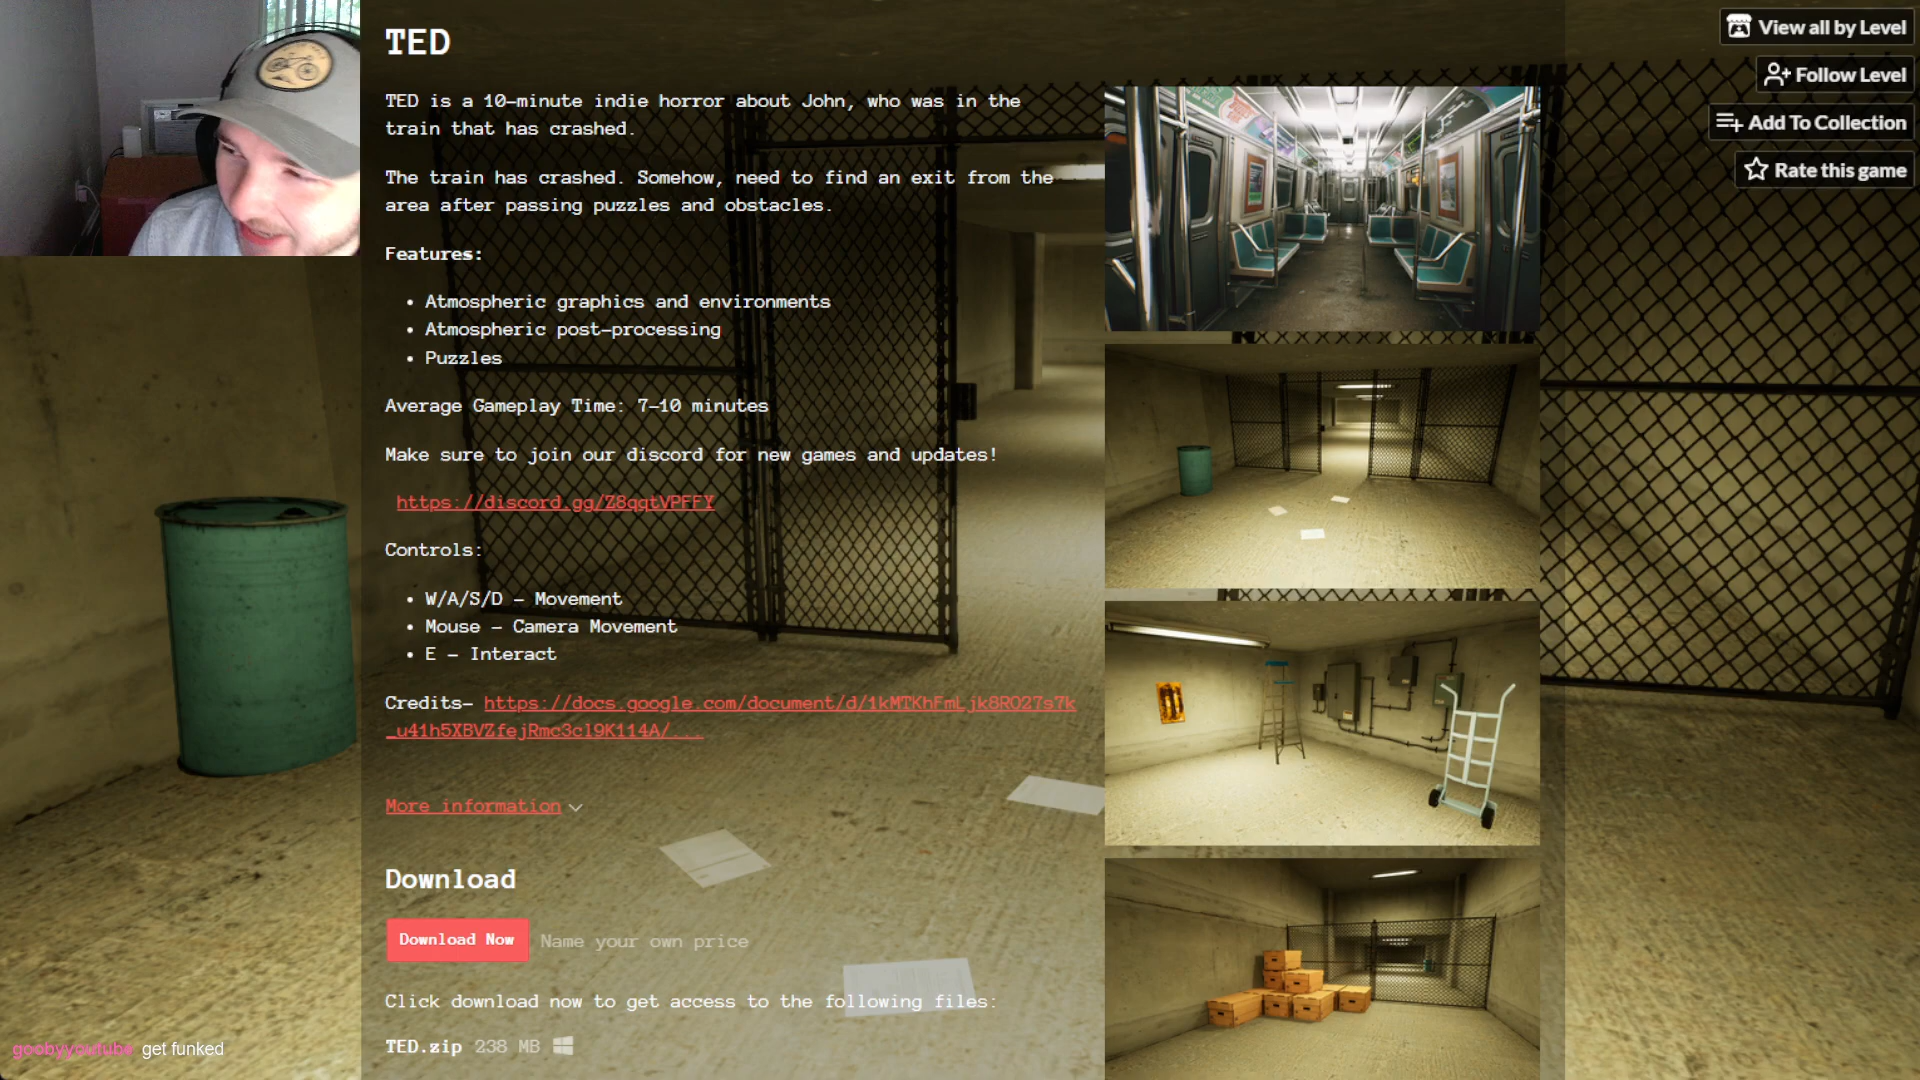 TED
TED is a 10-minute indie horror about John, who was in the
train that has crashed.
The train has crashed. Somehow, need to find an exit from the
area after passing puzzles and obstacles.
Features:
• Atmospheric graphics and environments
• Atmospheric post-processing
• Puzzles
Average Gameplay Time: 7-10 minutes
Make sure to join our discord for new games and updates!
https://discord.gg/Z8qqtVPFFY
Controls:
• W/A/S/D - Movement
• Mouse - Camera Movement
• E - Interact
Credits- https://docs.google.com/document/d/1kMTKhFmLjk8RO27s7k
_u41h5XBVZfejRmc3cl9K114A/...
More information
Download
Download Now Name your own price
Click download now to get access to the following files:
TED.zip 238 MB
View all by Level
Follow Level
Add To Collection
Rate this game
goobyyoutube get funked